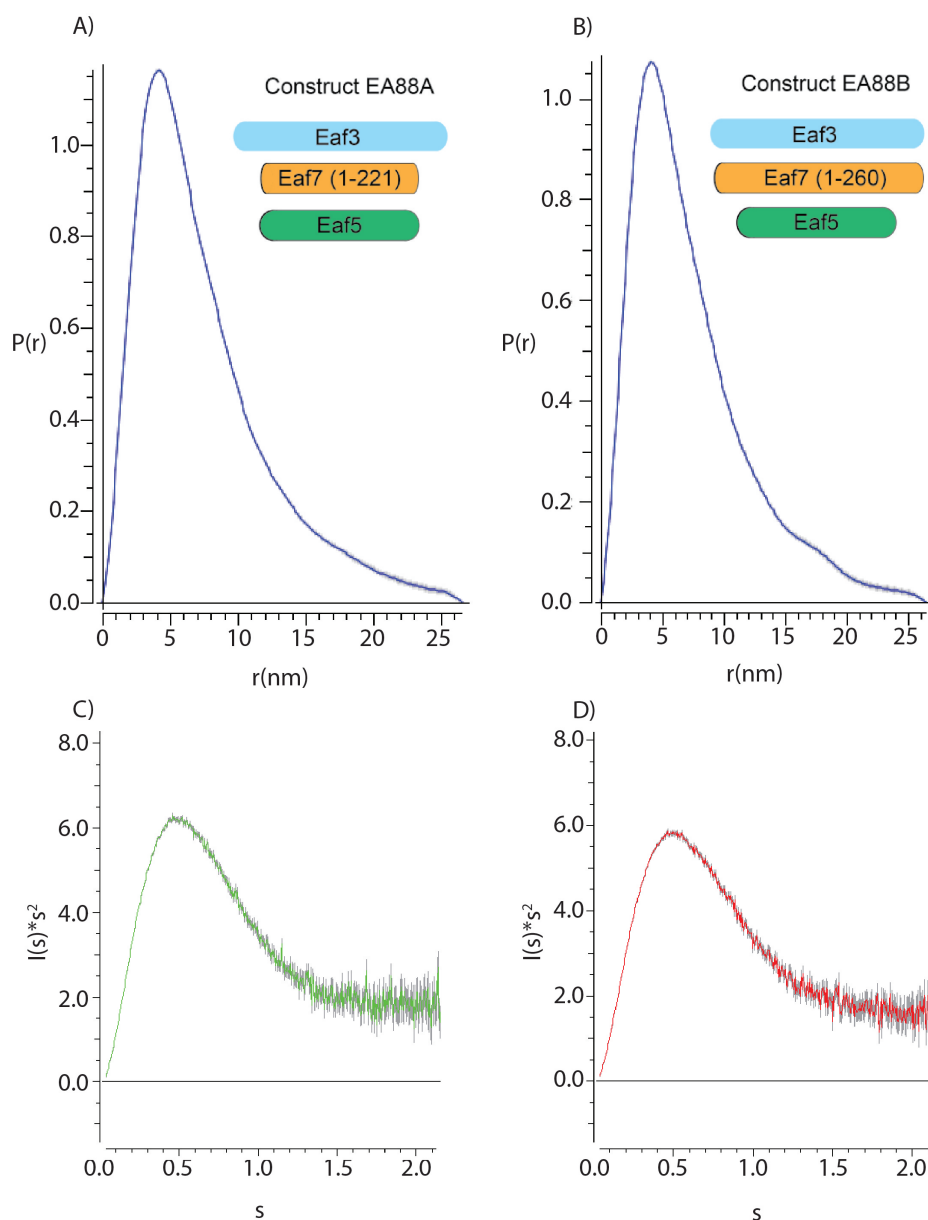 A)
Construct EA88A
Eaf3
Eaf7 (1-221)
Eaf5
P(r)
1.0
0.8
0.6
0.4
0.2
0.0
0 5 10 15 20 25
r(nm)
B)
Construct EA88B
Eaf3
Eaf7 (1-260)
Eaf5
P(r)
1.0
0.8
0.6
0.4
0.2
0.0
0 5 10 15 20 25
r(nm)
C)
I(s)*s²
8.0
6.0
4.0
2.0
0.0
0.0 0.5 1.0 1.5 2.0
s
D)
I(s)*s²
8.0
6.0
4.0
2.0
0.0
0.0 0.5 1.0 1.5 2.0
s